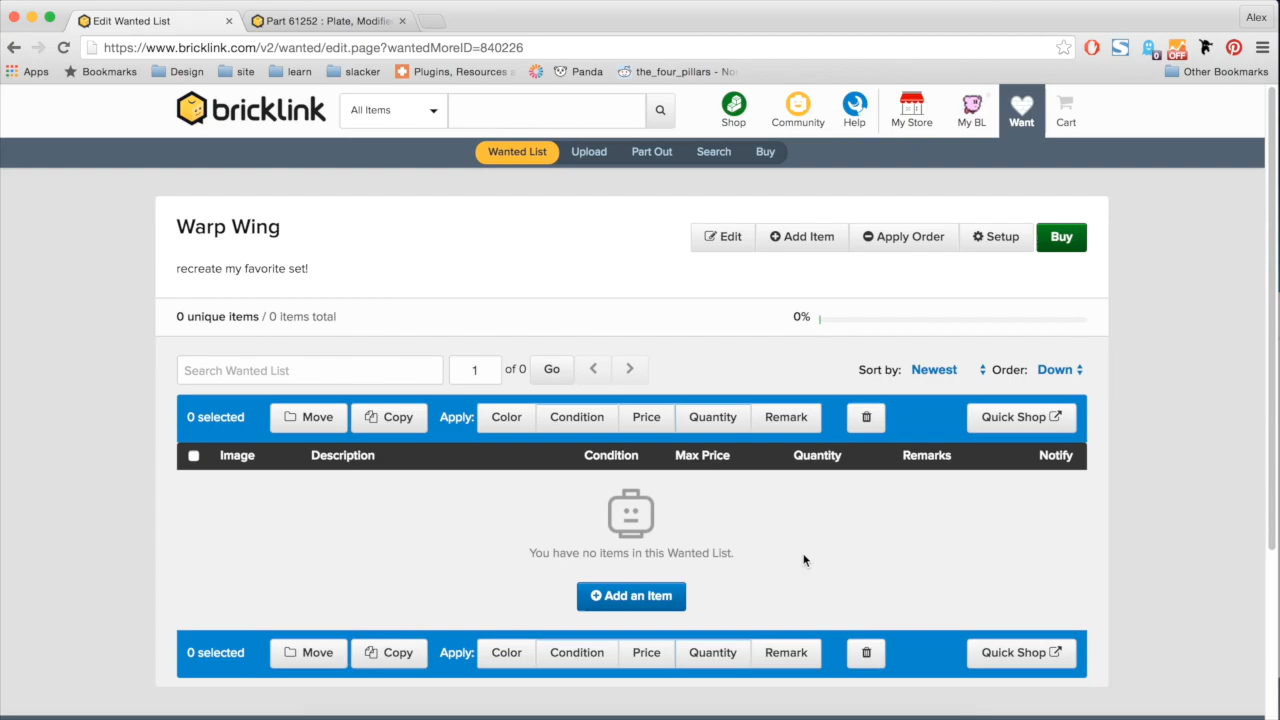 Edit Wanted List
Part 61252 : Plate, Modifie
Alex
https://www.bricklink.com/v2/wanted/edit.page?wantedMoreID=840226
Apps
Bookmarks
Design
site
learn
slacker
Plugins, Resources
Panda
the_four_pillars -
Other Bookmarks
0
OFF
bricklink
All Items
Shop
Community
Help
My Store
My BL
Want
Cart
Wanted List
Upload
Part Out
Search
Buy
Warp Wing
Edit
Add Item
Apply Order
Setup
Buy
recreate my favorite set!
0 unique items / 0 items total
0%
Search Wanted List
1
of 0
Go
Sort by:
Newest
Order:
Down
0 selected
Move
Copy
Apply:
Color
Condition
Price
Quantity
Remark
Quick Shop
Image
Description
Condition
Max Price
Quantity
Remarks
Notify
You have no items in this Wanted List.
Add an Item
0 selected
Move
Copy
Apply:
Color
Condition
Price
Quantity
Remark
Quick Shop